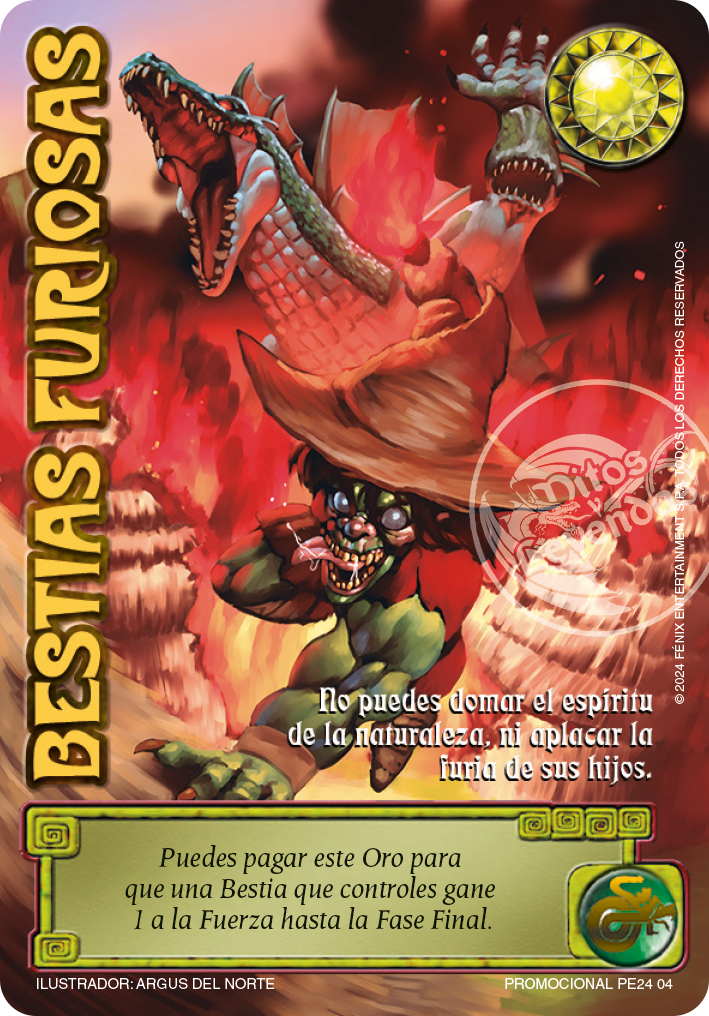 BESTIAS FURIOSAS
No puedes domar el espíritu
de la naturaleza, ni aplacar la
furia de sus hijos.
Puedes pagar este Oro para
que una Bestia que controles gane
1 a la Fuerza hasta la Fase Final.
ILUSTRADOR: ARGUS DEL NORTE
PROMOCIONAL PE24 04
© 2024 FÉNIX ENTERTAINMENT S.P.A. TODOS LOS DERECHOS RESERVADOS
Mitos
y
Leyendas